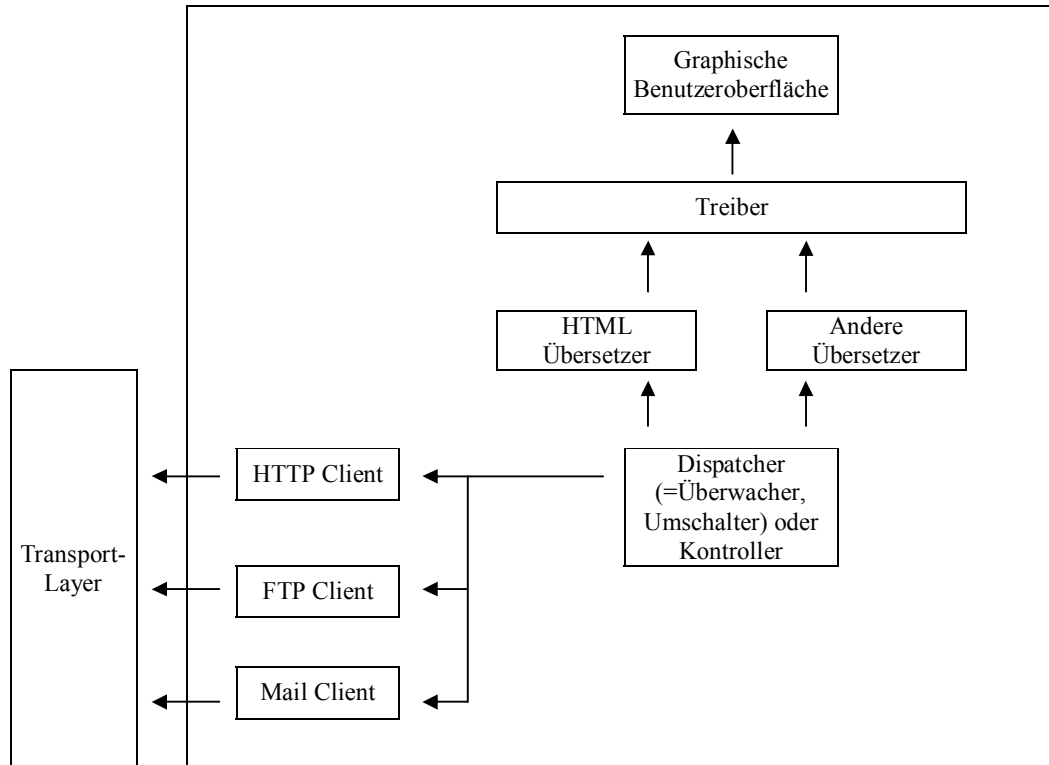 Graphische
Benutzeroberfläche
Treiber
HTML
Übersetzer
Andere
Übersetzer
HTTP Client
Dispatcher
(=Überwacher,
Umschalter) oder
Kontroller
Transport-
Layer
FTP Client
Mail Client